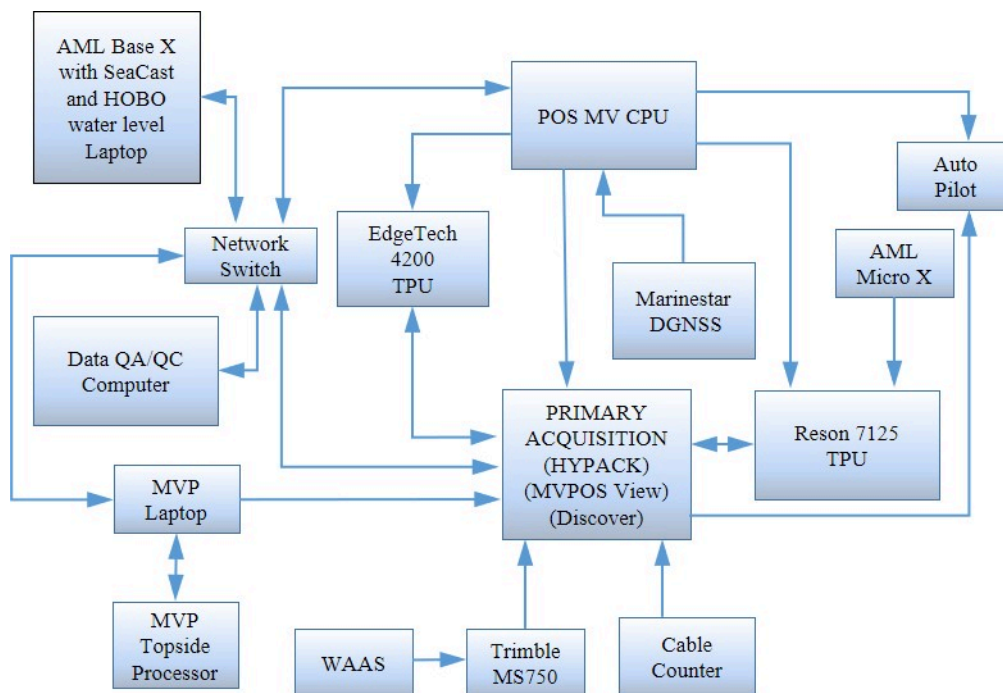 AML Base X
with SeaCast
and HOBO
water level
Laptop
POS MV CPU
Auto
Pilot
Network
Switch
EdgeTech
4200
TPU
AML
Micro X
Marinestar
DGNSS
Data QA/QC
Computer
PRIMARY
ACQUISITION
(HYPACK)
(MVPOS View)
(Discover)
Reson 7125
TPU
MVP
Laptop
MVP
Topside
Processor
WAAS
Trimble
MS750
Cable
Counter